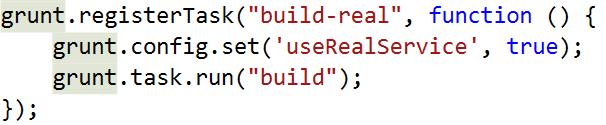 grunt.registerTask("build-real", function () {
    grunt.config.set('useRealService', true);
    grunt.task.run("build");
});